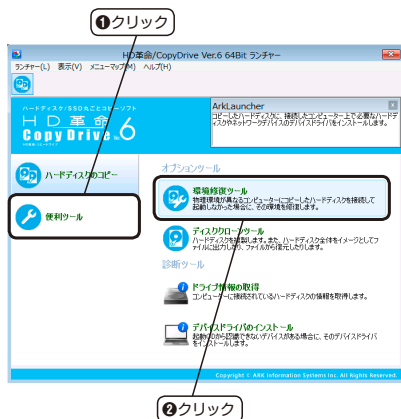 ❶クリック
HD革命/CopyDrive Ver.6 64Bit ランチャー
ランチャー(L) 表示(V) メニューマップ(M) ヘルプ(H)
ハードディスク/SSD丸ごとコピーソフト
HD革命
Copy Drive Ver.6
ArkLauncher
コピーしたハードディスクに、接続したコンピューター上で必要なハードデ
ィスクやネットワークデバイスのデバイスドライバをインストールします。
ハードディスクのコピー
便利ツール
オプションツール
環境修復ツール
物理環境が異なるコンピューターにコピーしたハードディスクを接続して
起動しなかった場合に、その環境を修復します。
ディスククローンツール
ハードディスクを複製します。また、ハードディスク全体をイメージとしてフ
ァイルに出力したり、ファイルから復元したりします。
診断ツール
ドライブ情報の取得
コンピューターに接続されているハードディスクの情報を取得します。
デバイスドライバのインストール
起動CDから認識できないデバイスがある場合に、そのデバイスドライバ
をインストールします。
Copyright © ARK Information Systems Inc. All Rights Reserved.
❷クリック